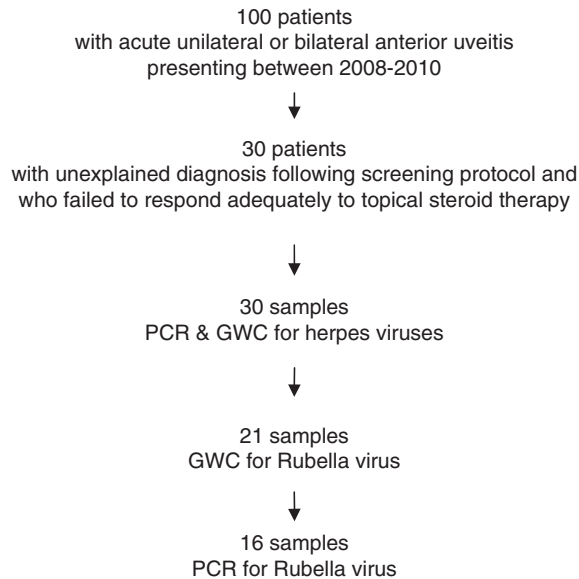 100 patients
with acute unilateral or bilateral anterior uveitis
presenting between 2008-2010
30 patients
with unexplained diagnosis following screening protocol and
who failed to respond adequately to topical steroid therapy
30 samples
PCR & GWC for herpes viruses
21 samples
GWC for Rubella virus
16 samples
PCR for Rubella virus